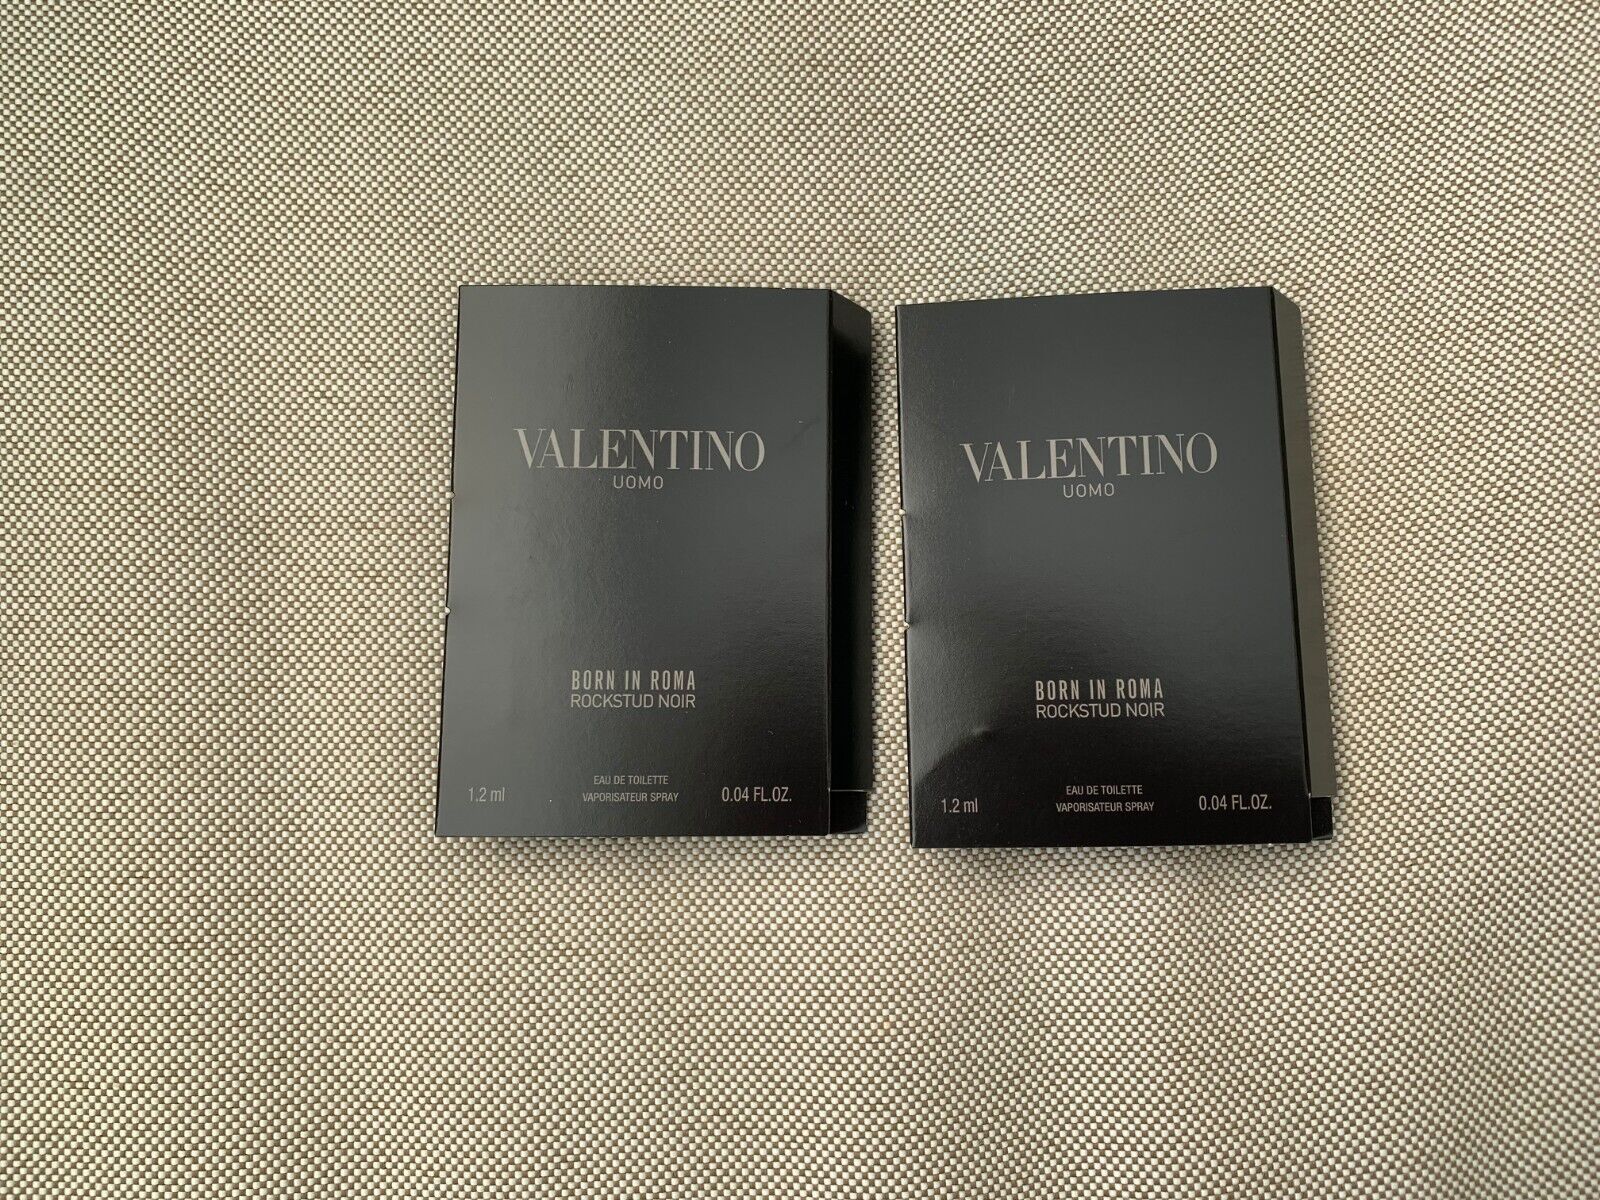 VALENTINO
UOMO
BORN IN ROMA
ROCKSTUD NOIR
1.2 ml
EAU DE TOILETTE
VAPORISATEUR SPRAY
0.04 FL.OZ.
VALENTINO
UOMO
BORN IN ROMA
ROCKSTUD NOIR
1.2 ml
EAU DE TOILETTE
VAPORISATEUR SPRAY
0.04 FL.OZ.